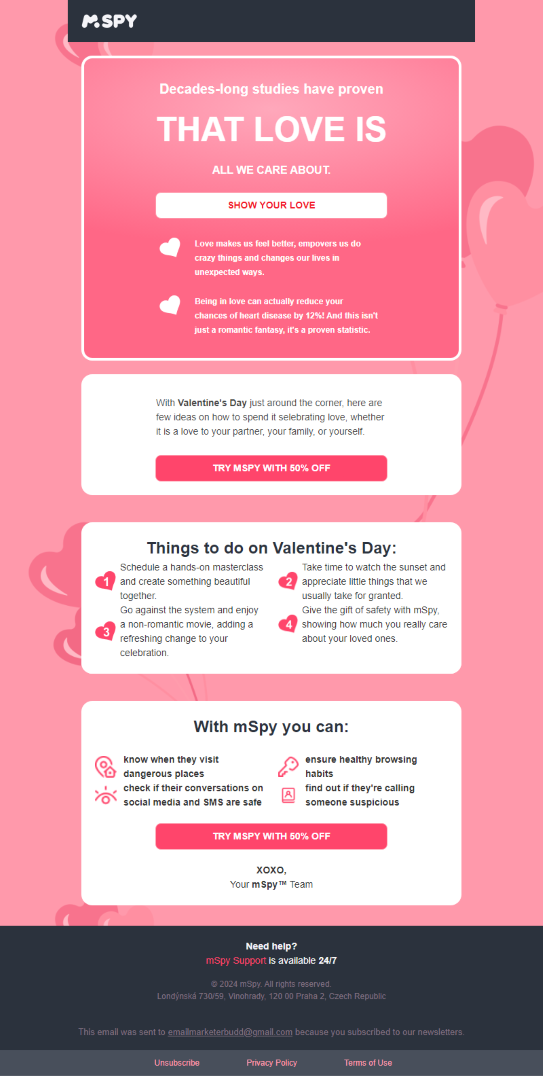 mSPY
Decades-long studies have proven
THAT LOVE IS
ALL WE CARE ABOUT.
SHOW YOUR LOVE
Love makes us feel better, empowers us do
crazy things and changes our lives in
unexpected ways.
Being in love can actually reduce your
chances of heart disease by 12%! And this isn't
just a romantic fantasy, it's a proven statistic.
With Valentine's Day just around the corner, here are
few ideas on how to spend it selebrating love, whether
it is a love to your partner, your family, or yourself.
TRY MSPY WITH 50% OFF
Things to do on Valentine's Day:
1
Schedule a hands-on masterclass
and create something beautiful
together.
2
Take time to watch the sunset and
appreciate little things that we
usually take for granted.
3
Go against the system and enjoy
a non-romantic movie, adding a
refreshing change to your
celebration.
4
Give the gift of safety with mSpy,
showing how much you really care
about your loved ones.
With mSpy you can:
know when they visit
dangerous places
ensure healthy browsing
habits
check if their conversations on
social media and SMS are safe
find out if they're calling
someone suspicious
TRY MSPY WITH 50% OFF
XOXO,
Your mSpy™ Team
Need help?
mSpy Support is available 24/7
© 2024 mSpy. All rights reserved.
Londýnská 730/59, Vinohrady, 120 00 Praha 2, Czech Republic
This email was sent to emailmarketerbudd@gmail.com because you subscribed to our newsletters.
Unsubscribe Privacy Policy Terms of Use